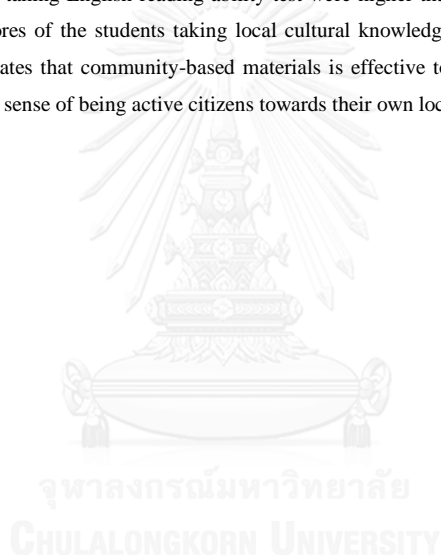 taking English reading ability test were higher
ores of the students taking local cultural knowledg
ates that community-based materials is effective to
sense of being active citizens towards their own loc
จุฬาลงกรณ์มหาวิทยาลัย
CHULALONGKORN UNIVERSITY